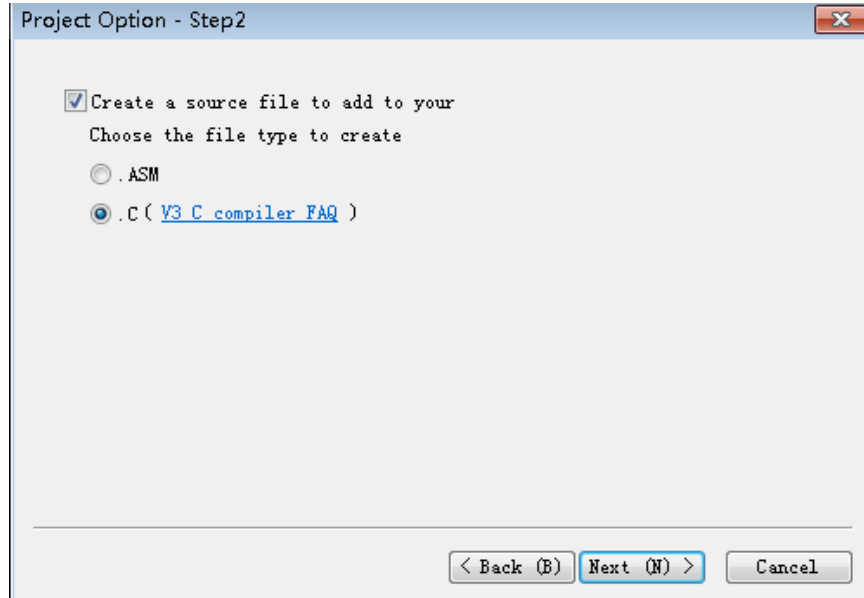 Project Option - Step2
Create a source file to add to your
Choose the file type to create
.ASM
.C ( V3 C compiler FAQ )
< Back (B) Next (N) > Cancel